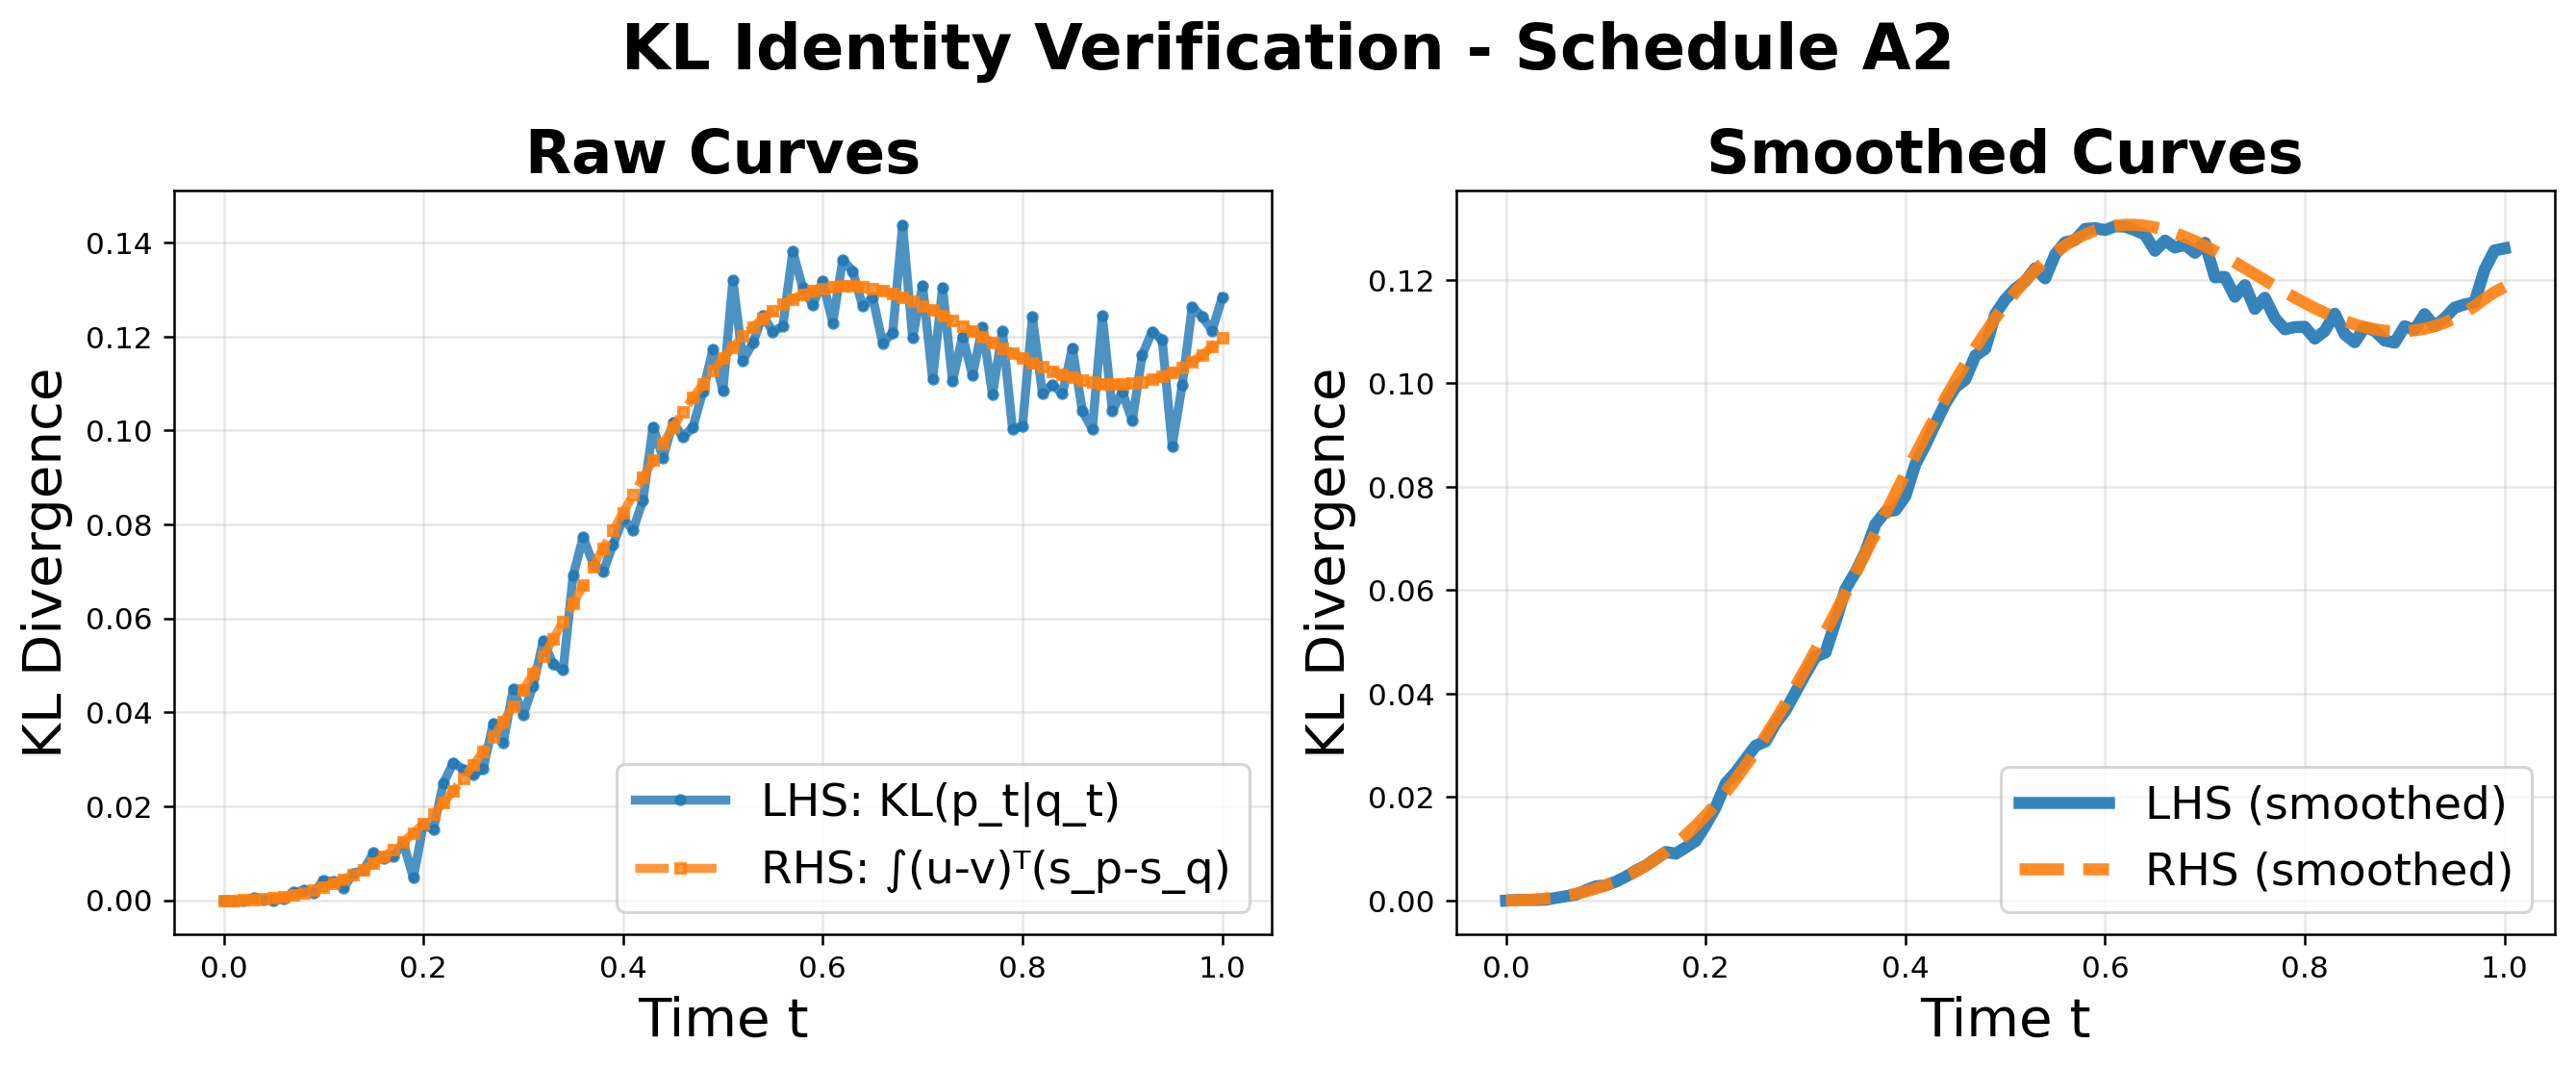 KL Identity Verification - Schedule A2
Raw Curves
KL Divergence
0.14
0.12
0.10
0.08
0.06
0.04
0.02
0.00
0.0 0.2 0.4 0.6 0.8 1.0
Time t
LHS: KL(p_t|q_t)
RHS: ∫(u-v)ᵀ(s_p-s_q)
Smoothed Curves
KL Divergence
0.12
0.10
0.08
0.06
0.04
0.02
0.00
0.0 0.2 0.4 0.6 0.8 1.0
Time t
LHS (smoothed)
RHS (smoothed)